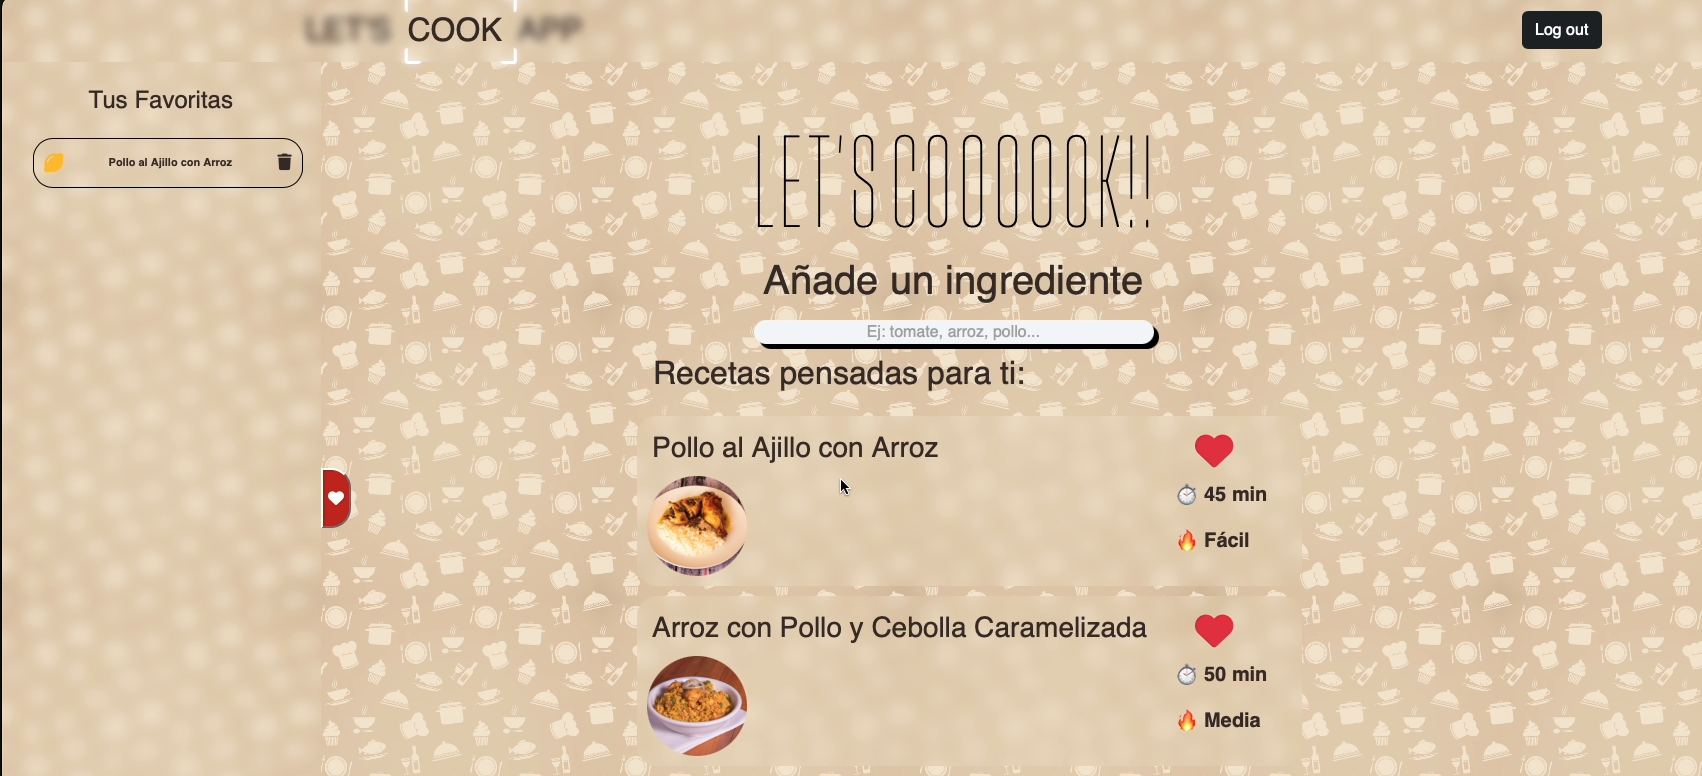 LET'S COOK APP
Log out
Tus Favoritas
Pollo al Ajillo con Arroz
LET'S COOOOOK!!
Añade un ingrediente
Ej: tomate, arroz, pollo...
Recetas pensadas para ti:
Pollo al Ajillo con Arroz
45 min
Fácil
Arroz con Pollo y Cebolla Caramelizada
50 min
Media